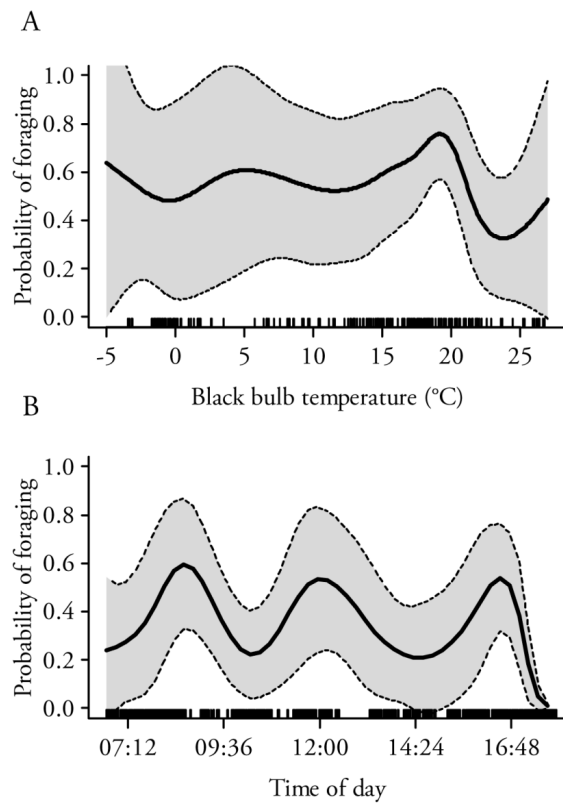 A
Probability of foraging
1.0
0.8
0.6
0.4
0.2
0.0
-5 0 5 10 15 20 25
Black bulb temperature (°C)
B
Probability of foraging
1.0
0.8
0.6
0.4
0.2
0.0
07:12 09:36 12:00 14:24 16:48
Time of day